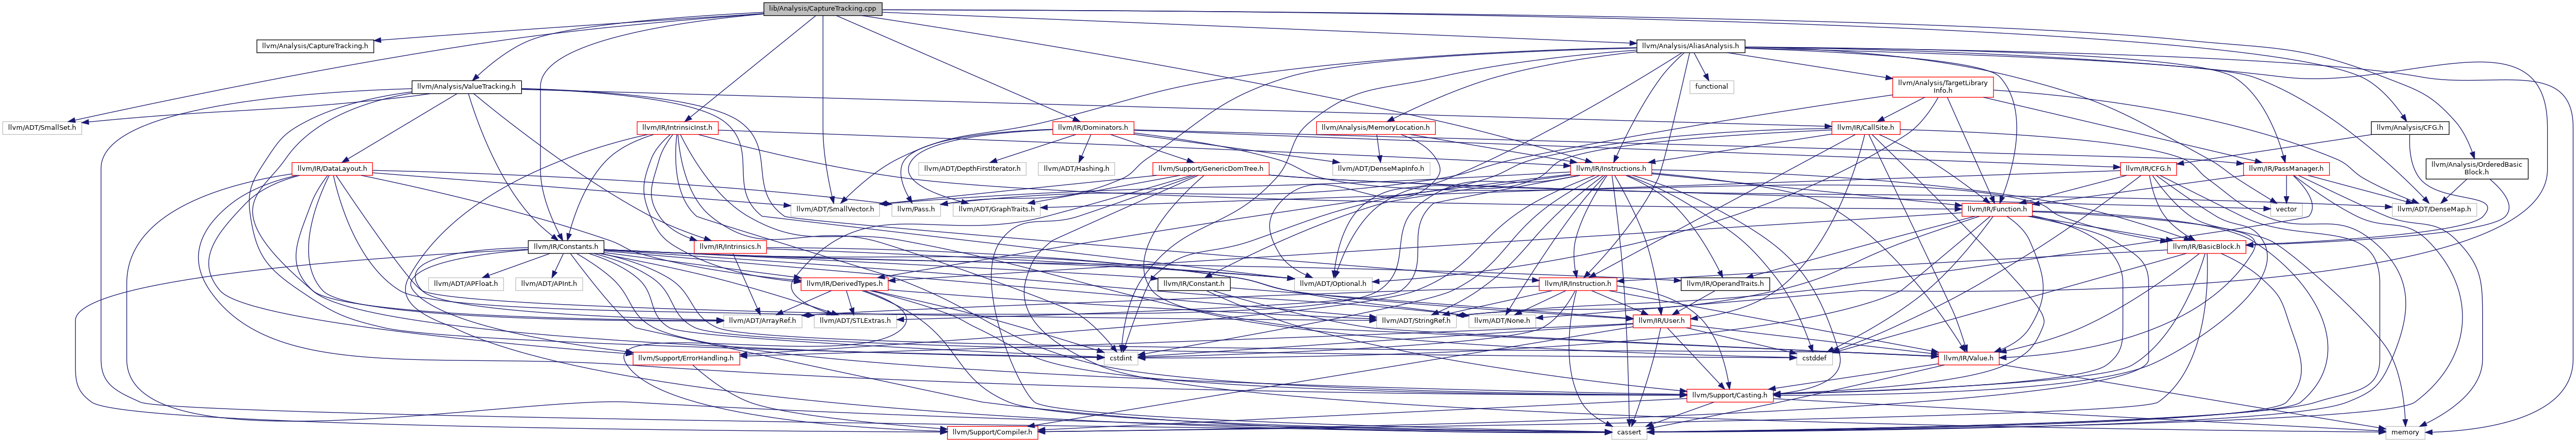 lib/Analysis/CaptureTracking.cpp
llvm/Analysis/CaptureTracking.h
llvm/Analysis/AliasAnalysis.h
llvm/Analysis/ValueTracking.h
functional
llvm/Analysis/TargetLibrary
Info.h
llvm/ADT/SmallSet.h
llvm/IR/IntrinsicInst.h
llvm/IR/Dominators.h
llvm/Analysis/MemoryLocation.h
llvm/IR/CallSite.h
llvm/Analysis/CFG.h
llvm/IR/DataLayout.h
llvm/ADT/DepthFirstIterator.h
llvm/ADT/Hashing.h
llvm/Support/GenericDomTree.h
llvm/ADT/DenseMapInfo.h
llvm/IR/Instructions.h
llvm/IR/CFG.h
llvm/IR/PassManager.h
llvm/Analysis/OrderedBasic
Block.h
llvm/ADT/SmallVector.h
llvm/Pass.h
llvm/ADT/GraphTraits.h
llvm/IR/Function.h
vector
llvm/ADT/DenseMap.h
llvm/IR/Constants.h
llvm/IR/Intrinsics.h
llvm/IR/BasicBlock.h
llvm/ADT/APFloat.h
llvm/ADT/APInt.h
llvm/IR/DerivedTypes.h
llvm/IR/Constant.h
llvm/ADT/Optional.h
llvm/IR/Instruction.h
llvm/IR/OperandTraits.h
llvm/ADT/ArrayRef.h
llvm/ADT/STLExtras.h
llvm/ADT/StringRef.h
llvm/ADT/None.h
llvm/IR/User.h
llvm/Support/ErrorHandling.h
cstdint
cstddef
llvm/IR/Value.h
llvm/Support/Casting.h
llvm/Support/Compiler.h
cassert
memory